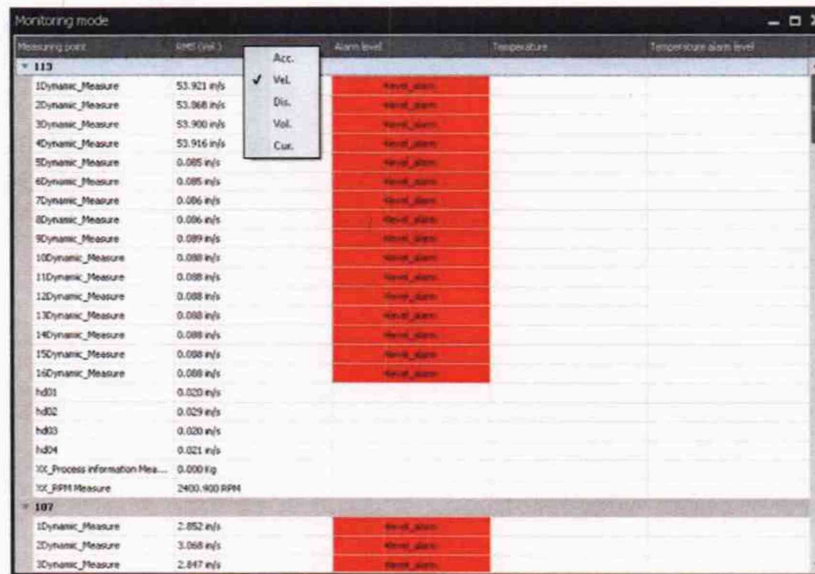 Monitoring mode
Measuring point RMS (Vel.) Alarm level Temperature Temperature alarm level
Acc.
Vel.
Dis.
Vol.
Cur.
113
1Dynamic_Measure 53.921 in/s
2Dynamic_Measure 53.868 in/s
3Dynamic_Measure 53.900 in/s
4Dynamic_Measure 53.916 in/s
5Dynamic_Measure 0.085 in/s
6Dynamic_Measure 0.085 in/s
7Dynamic_Measure 0.086 in/s
8Dynamic_Measure 0.086 in/s
9Dynamic_Measure 0.089 in/s
10Dynamic_Measure 0.088 in/s
11Dynamic_Measure 0.088 in/s
12Dynamic_Measure 0.088 in/s
13Dynamic_Measure 0.088 in/s
14Dynamic_Measure 0.088 in/s
15Dynamic_Measure 0.088 in/s
16Dynamic_Measure 0.088 in/s
hd01 0.020 in/s
hd02 0.029 in/s
hd03 0.020 in/s
hd04 0.021 in/s
XX_Process information Mea... 0.000 Kg
XX_RPM Measure 2400.900 RPM
107
1Dynamic_Measure 2.852 in/s
2Dynamic_Measure 3.068 in/s
3Dynamic_Measure 2.847 in/s